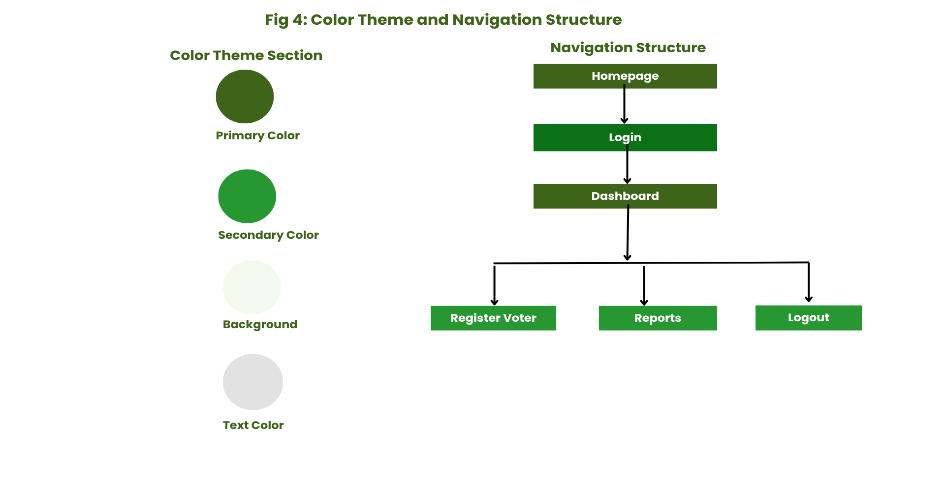 Fig 4: Color Theme and Navigation Structure
Color Theme Section
Primary Color
Secondary Color
Background
Text Color
Navigation Structure
Homepage
Login
Dashboard
Register Voter
Reports
Logout